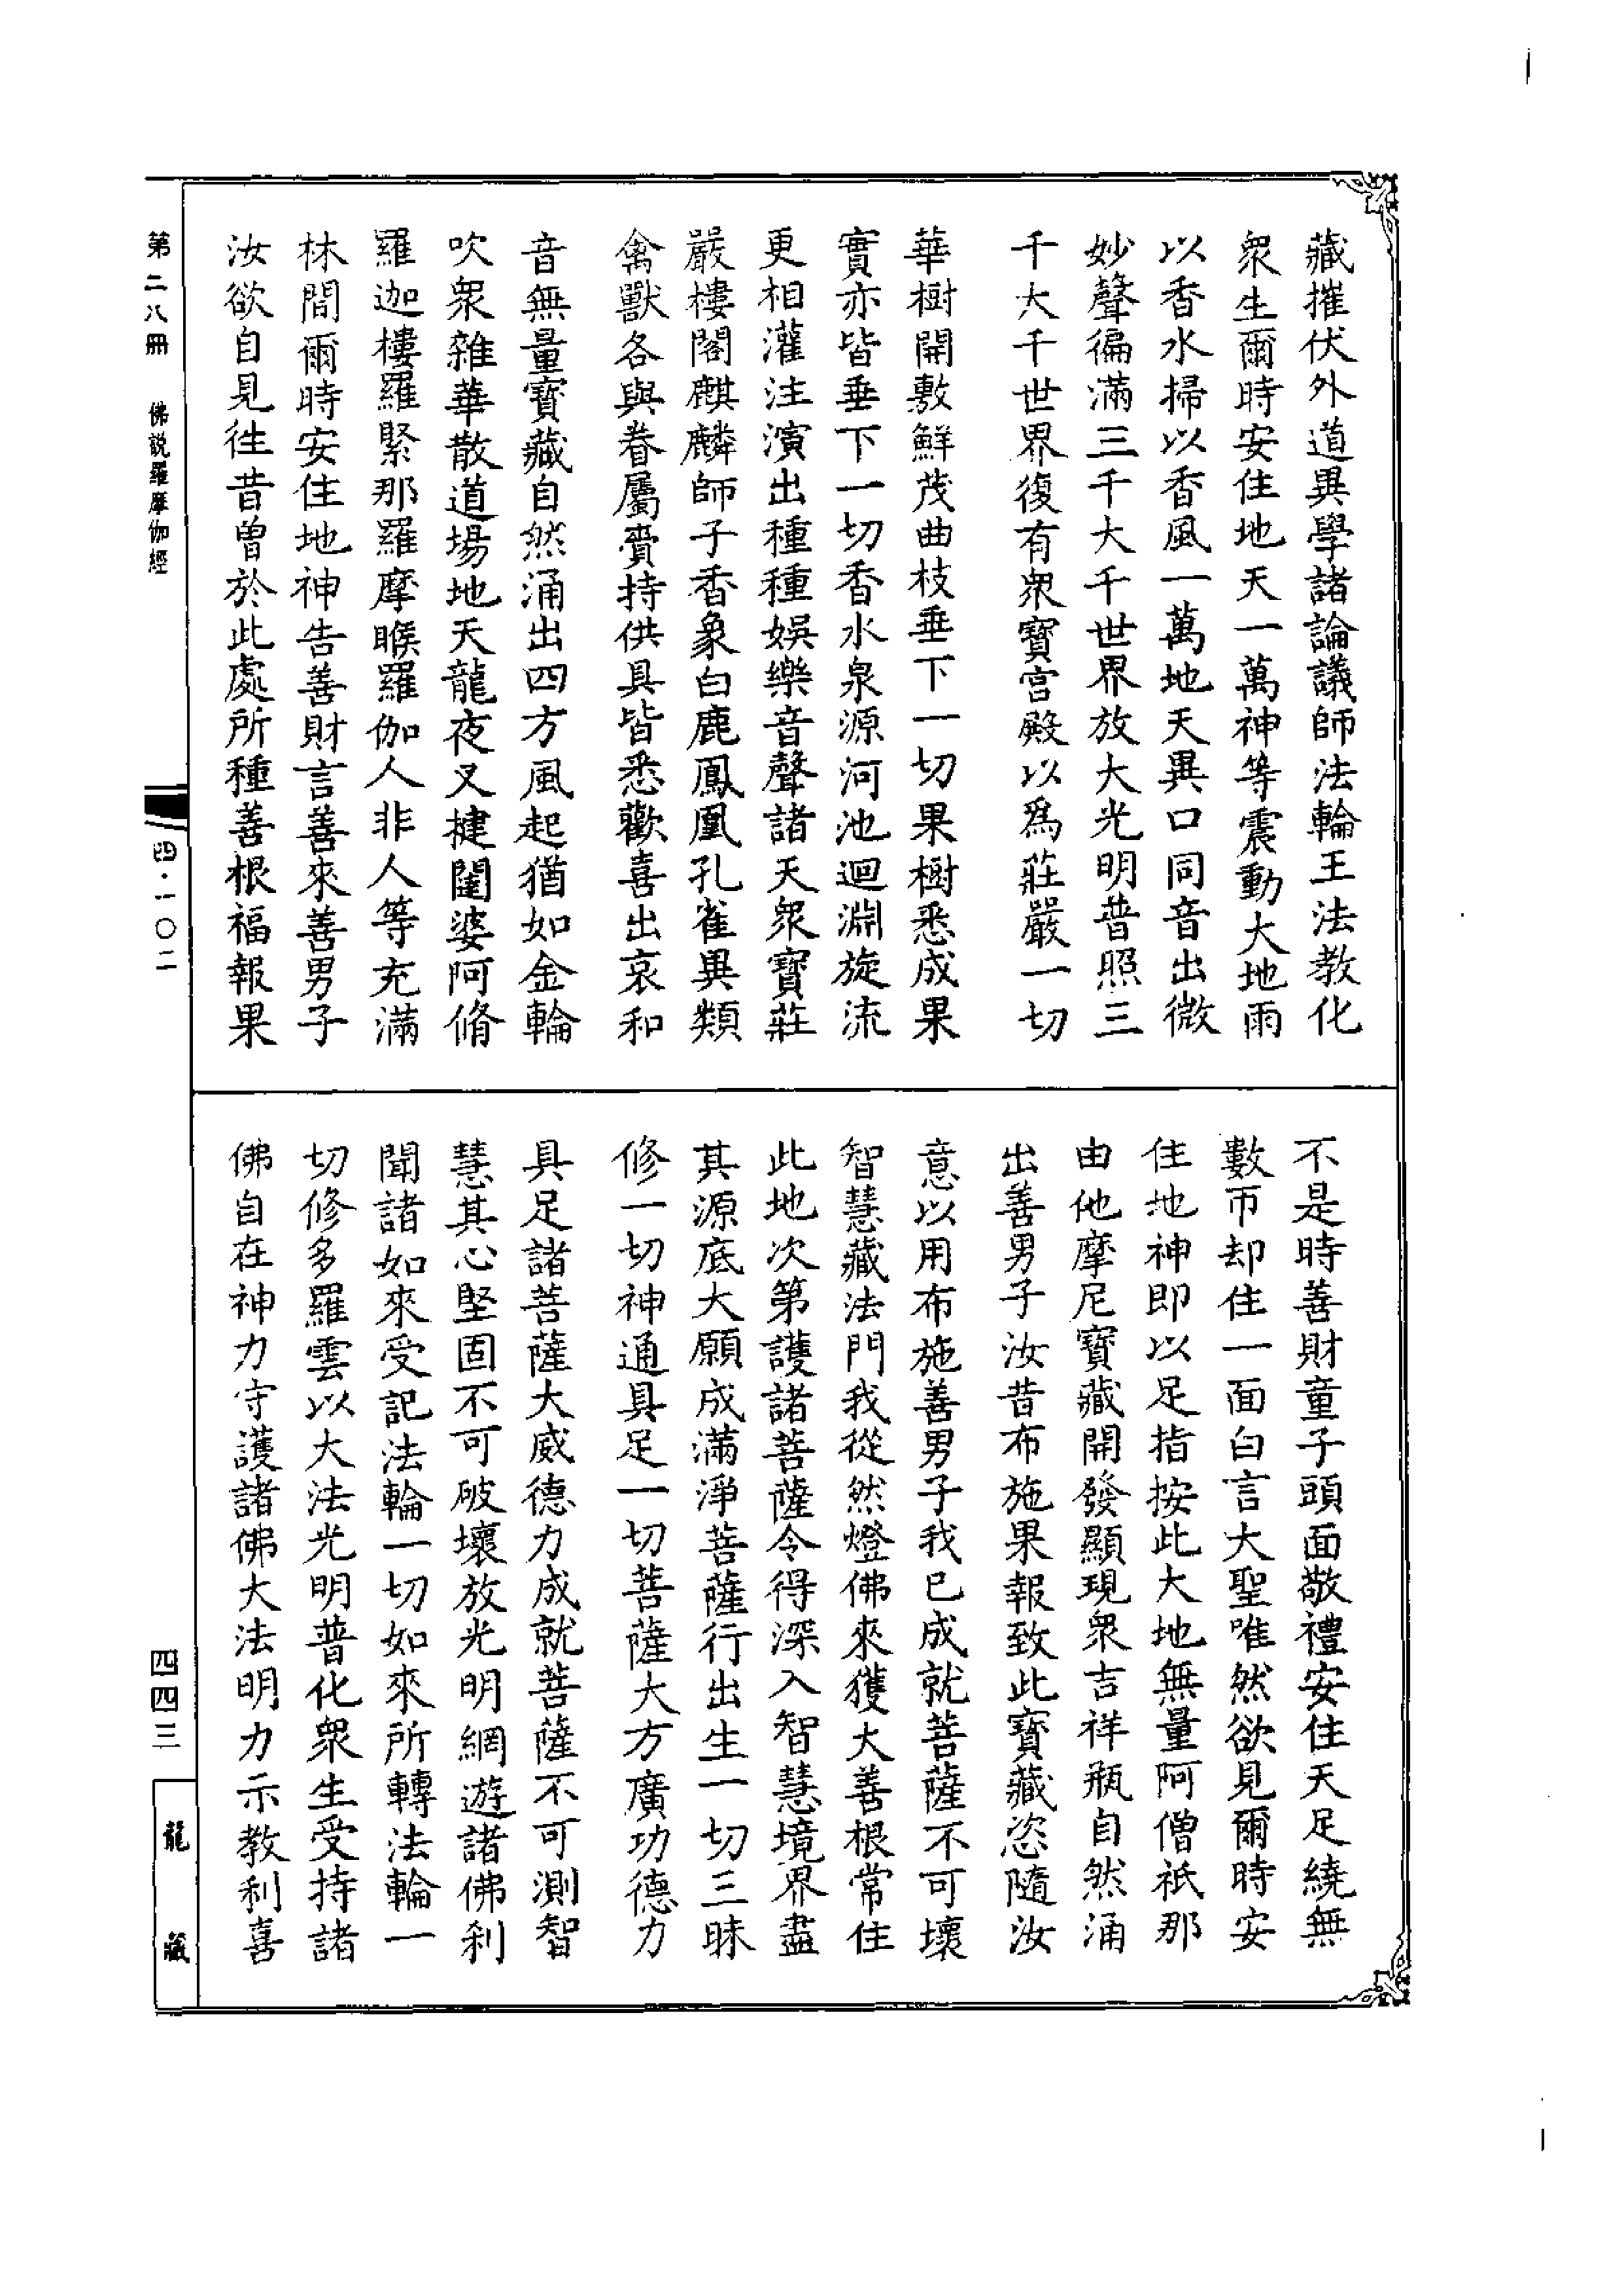 藏摧伏外道異學諸論議師法輪王法教化
衆生爾時安住地天一萬神等震動大地雨
以香水掃以香風一萬地天異口同音出微
妙聲徧滿三千大千世界放大光明普照三
千大千世界復有衆寶宮殿以爲莊嚴一切
華樹開敷鮮茂曲枝垂下一切果樹悉成果
實亦皆垂下一切香水泉源河池迴淵旋流
更相灌注演出種種娛樂音聲諸天衆寶莊
嚴樓閣麒麟師子香象白鹿鳳凰孔雀異類
禽獸各與眷屬賷持供具皆悉歡喜出哀和
音無量寶藏自然涌出四方風起猶如金輪
吹衆雜華散道場地天龍夜叉揵闥婆阿脩
羅迦樓羅緊那羅摩睺羅伽人非人等充滿
林間爾時安住地神告善財言善來善男子
汝欲自見往昔曾於此處所種善根福報果
不是時善財童子頭面敬禮安住天足繞無
數帀却住一面白言大聖唯然欲見爾時安
住地神即以足指按此大地無量阿僧祇那
由他摩尼寶藏開發顯現衆吉祥瓶自然涌
出善男子汝昔布施果報致此寶藏恣隨汝
意以用布施善男子我已成就菩薩不可壞
智慧藏法門我從然燈佛來獲大善根常住
此地次第護諸菩薩令得深入智慧境界盡
其源底大願成滿淨菩薩行出生一切三昧
修一切神通具足一切菩薩大方廣功德力
具足諸菩薩大威德力成就菩薩不可測智
慧其心堅固不可破壞放光明網遊諸佛刹
聞諸如來受記法輪一切如來所轉法輪一
切修多羅雲以大法光明普化衆生受持諸
佛自在神力守護諸佛大法明力示教利喜
第二八冊 佛説羅摩伽經
四·一〇二
四四三
龍藏